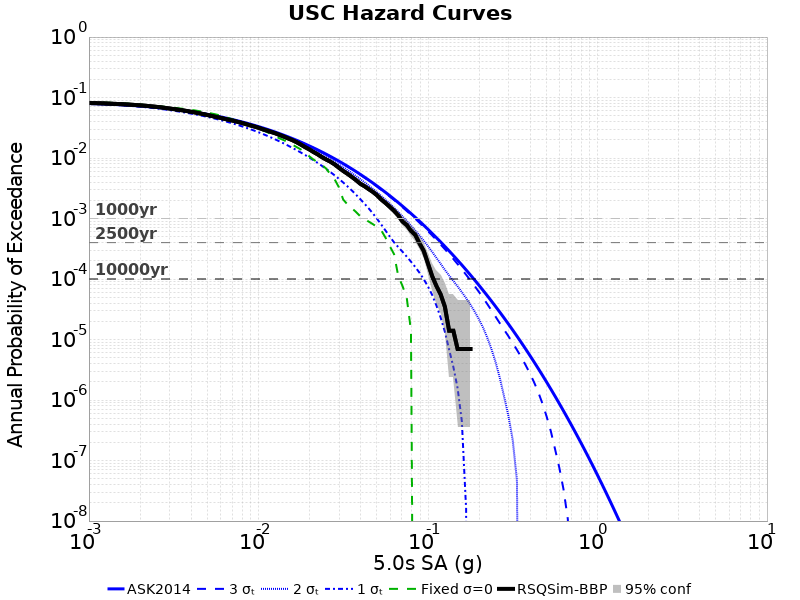 USC Hazard Curves
Annual Probability of Exceedance
10⁰
10⁻¹
10⁻²
10⁻³
10⁻⁴
10⁻⁵
10⁻⁶
10⁻⁷
10⁻⁸
1000yr
2500yr
10000yr
10⁻³ 10⁻² 10⁻¹ 10⁰ 10¹
5.0s SA (g)
ASK2014 3 σₜ 2 σₜ 1 σₜ Fixed σ=0 RSQSim-BBP 95% conf